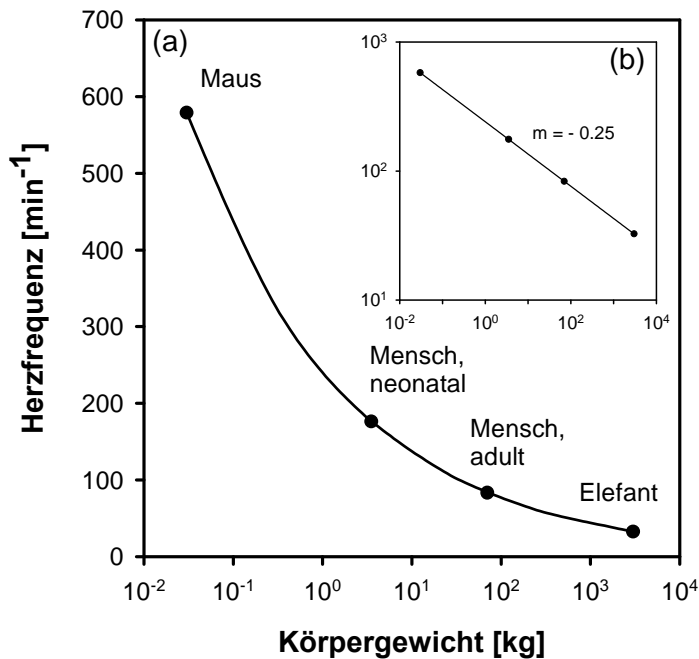 700
600
500
400
300
200
100
0
Herzfrequenz [min⁻¹]
(a)
Maus
Mensch,
neonatal
Mensch,
adult
Elefant
10⁻²
10⁻¹
10⁰
10¹
10²
10³
10⁴
Körpergewicht [kg]
(b)
10³
10²
10¹
m = - 0.25
10⁻²
10⁰
10²
10⁴